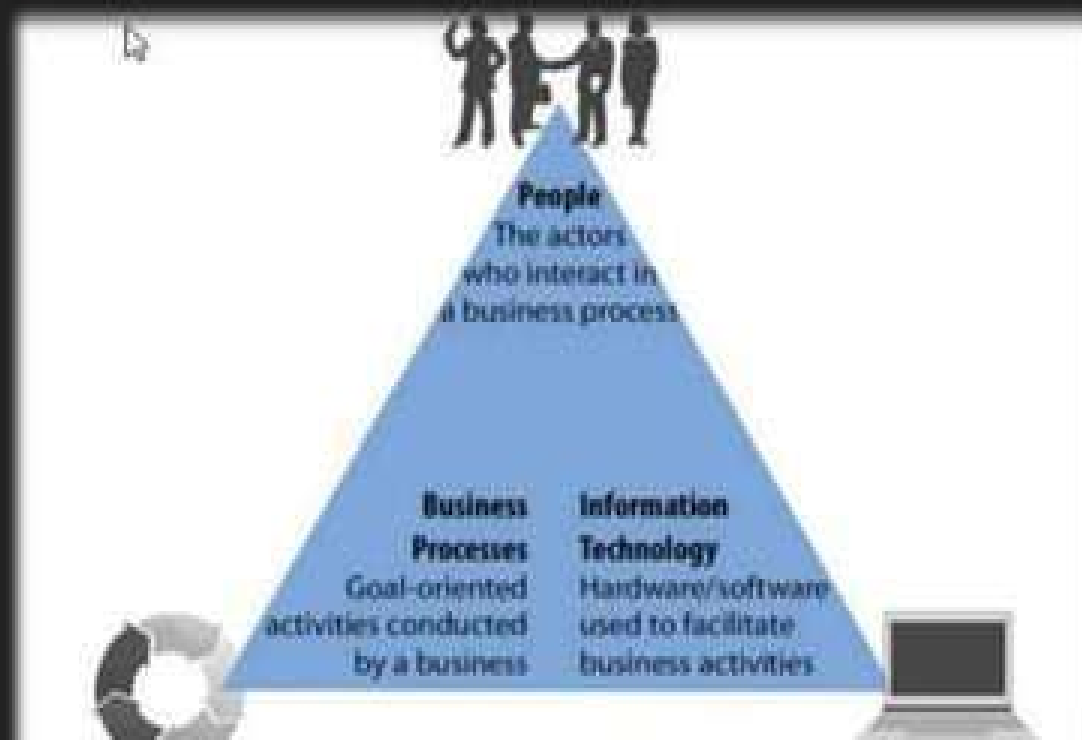 People
The actors
who interact in
a business process
Business
Processes
Goal-oriented
activities conducted
by a business
Information
Technology
Hardware/software
used to facilitate
business activities